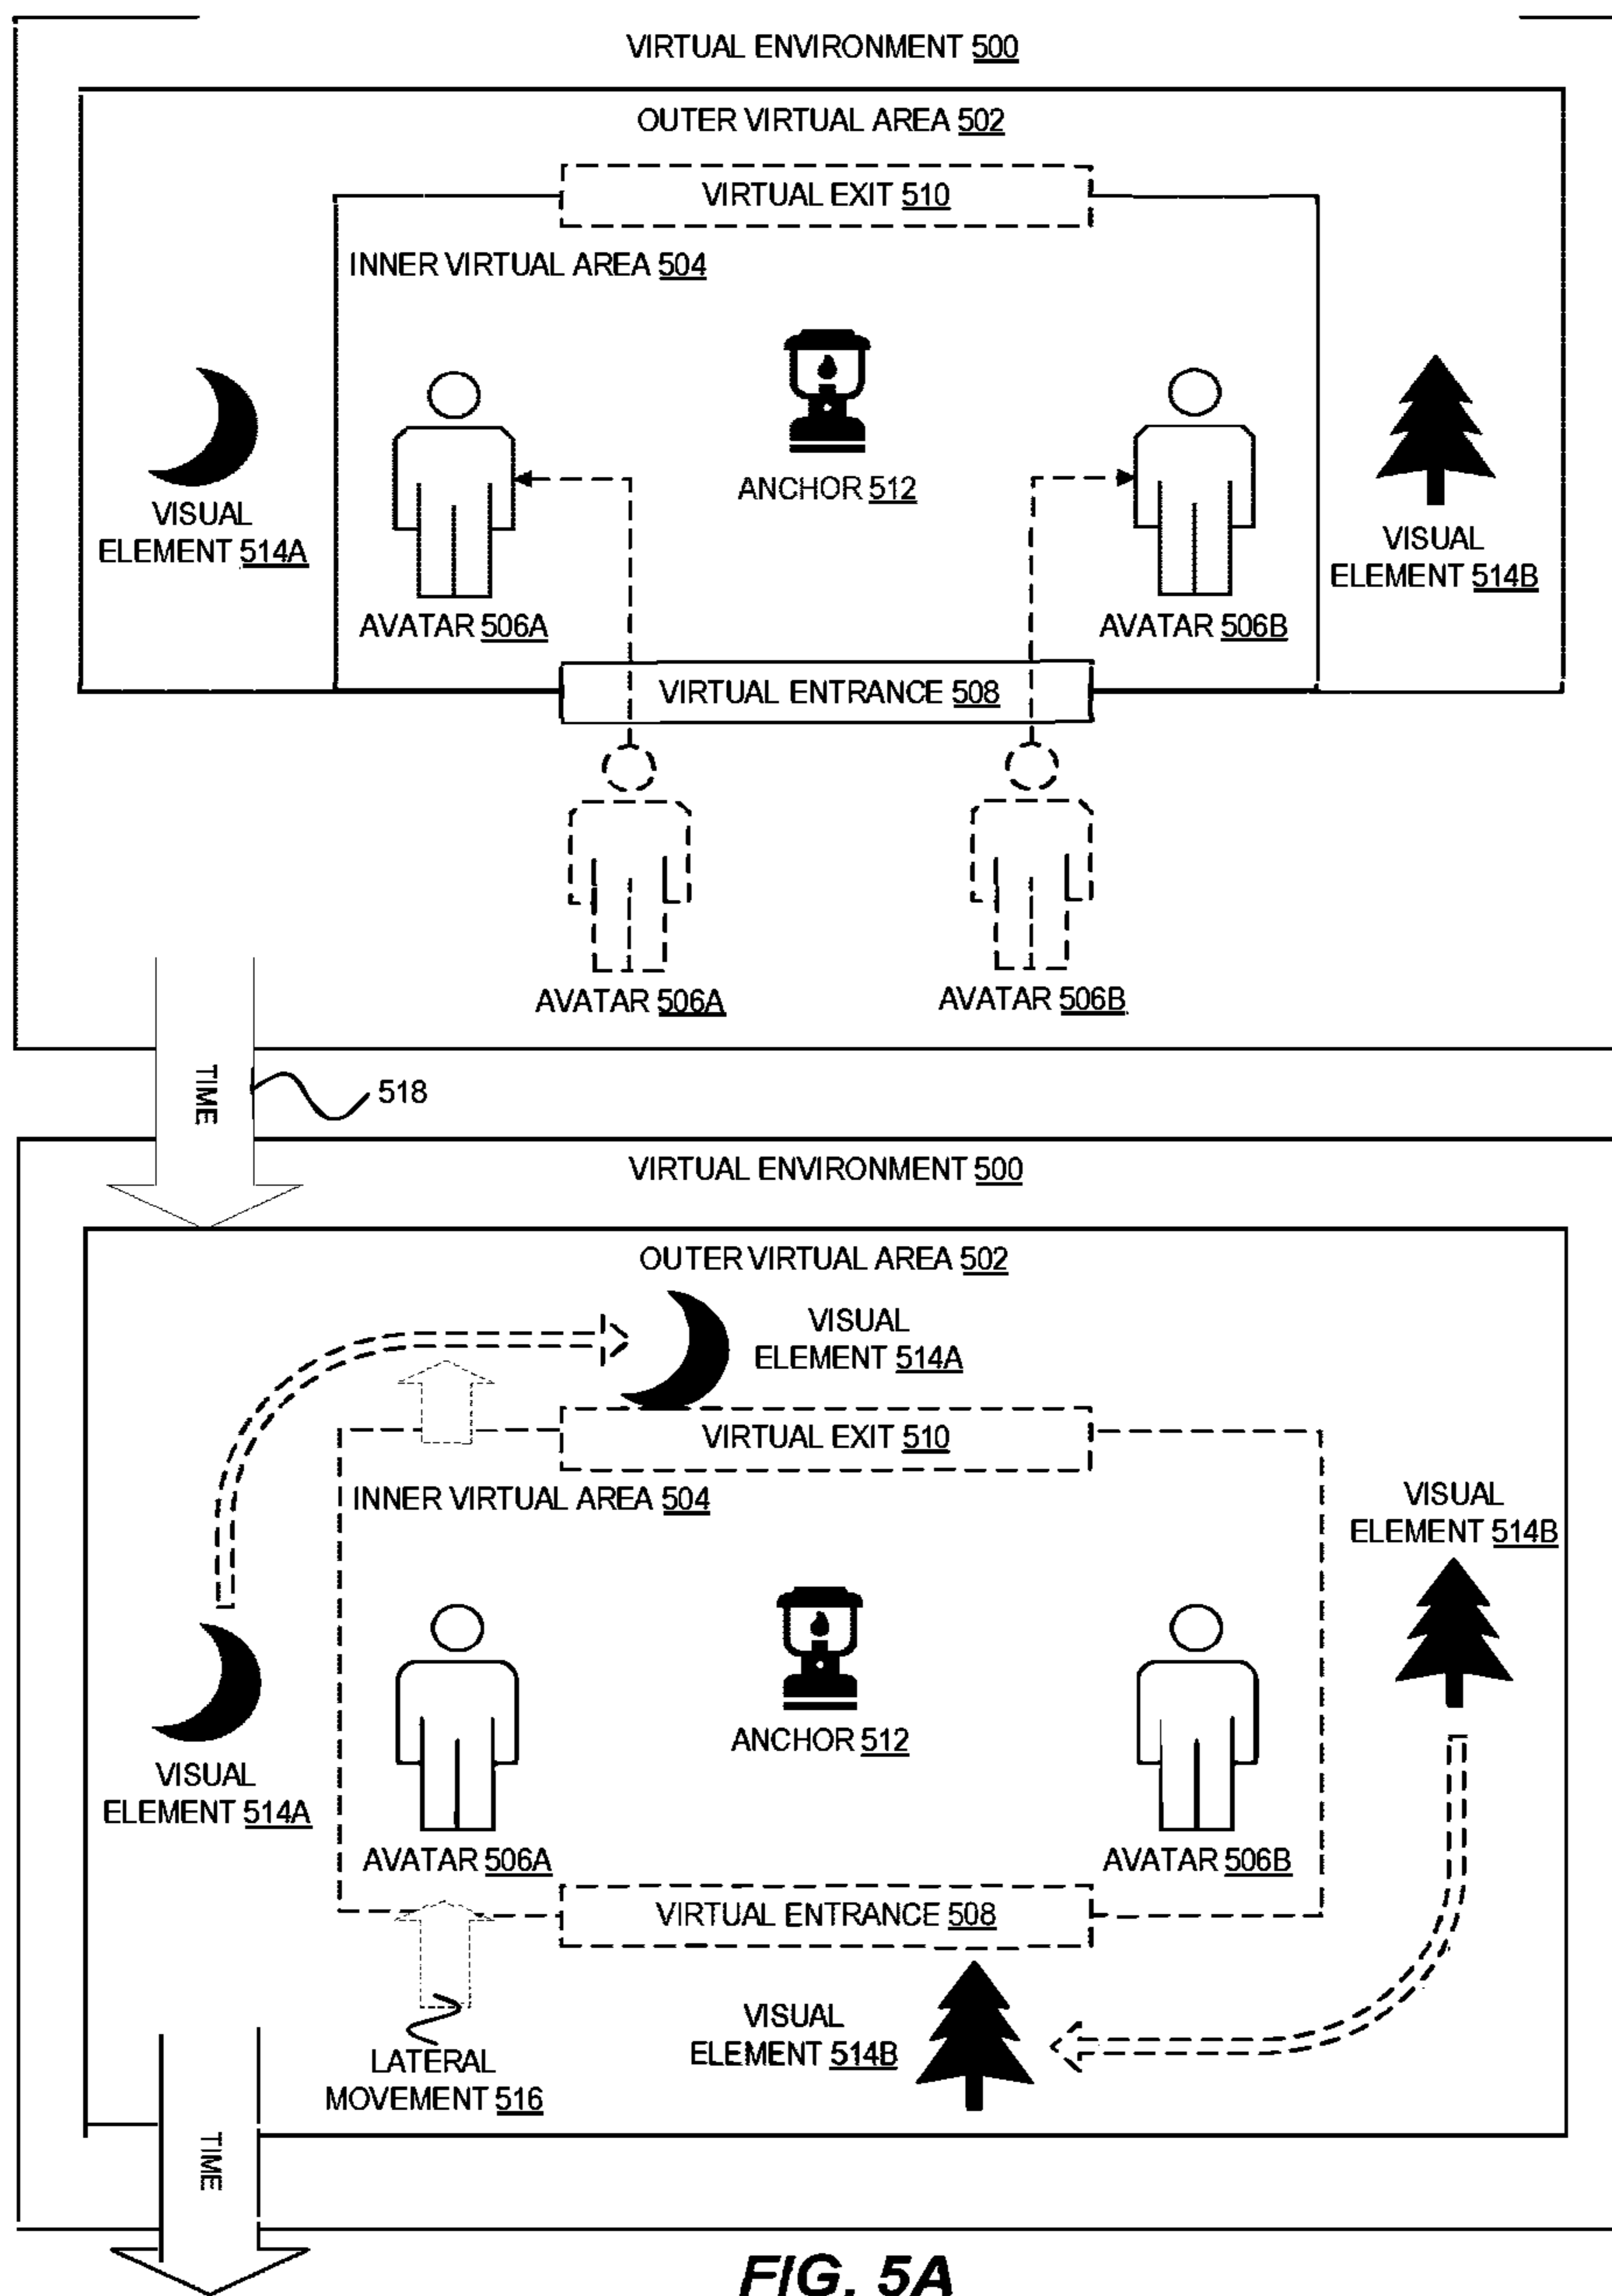 VIRTUAL ENVIRONMENT 500
OUTER VIRTUAL AREA 502
VIRTUAL EXIT 510
INNER VIRTUAL AREA 504
ANCHOR 512
VISUAL
ELEMENT 514A
VISUAL
ELEMENT 514B
AVATAR 506A
AVATAR 506B
VIRTUAL ENTRANCE 508
AVATAR 506A
AVATAR 506B
TIME
518
VIRTUAL ENVIRONMENT 500
OUTER VIRTUAL AREA 502
VISUAL
ELEMENT 514A
VIRTUAL EXIT 510
INNER VIRTUAL AREA 504
VISUAL
ELEMENT 514B
ANCHOR 512
VISUAL
ELEMENT 514A
AVATAR 506A
AVATAR 506B
VIRTUAL ENTRANCE 508
VISUAL
ELEMENT 514B
LATERAL
MOVEMENT 516
TIME
FIG. 5A